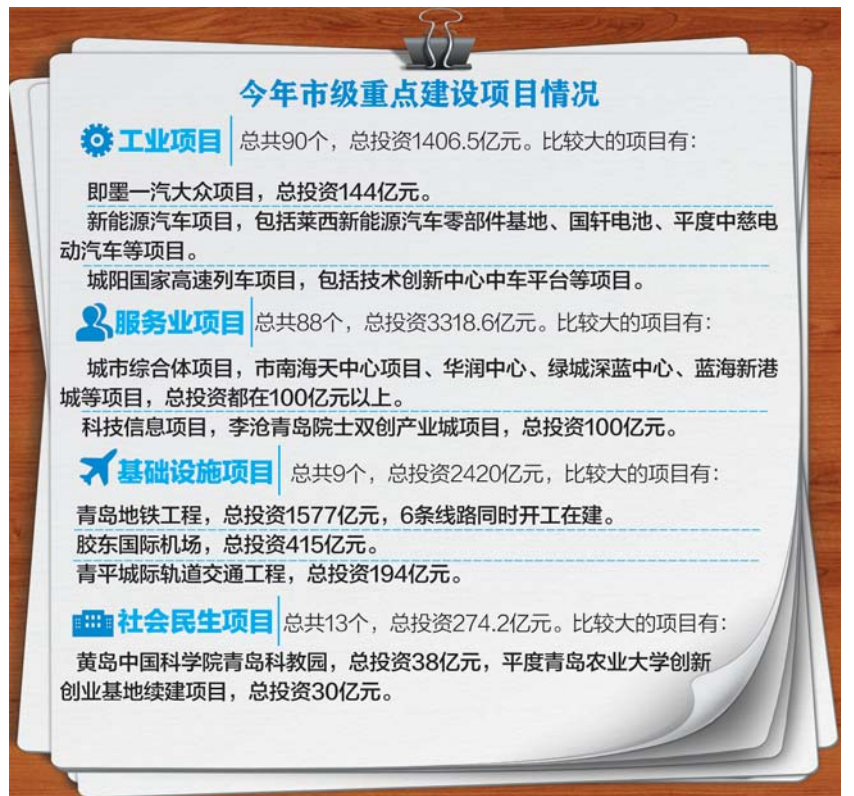 今年市级重点建设项目情况
工业项目 总共90个，总投资1406.5亿元。比较大的项目有：
即墨一汽大众项目，总投资144亿元。
新能源汽车项目，包括莱西新能源汽车零部件基地、国轩电池、平度中慈电
动汽车等项目。
城阳国家高速列车项目，包括技术创新中心中车平台等项目。
服务业项目 总共88个，总投资3318.6亿元。比较大的项目有：
城市综合体项目，市南海天中心项目、华润中心、绿城深蓝中心、蓝海新港
城等项目，总投资都在100亿元以上。
科技信息项目，李沧青岛院士双创产业城项目，总投资100亿元。
基础设施项目 总共9个，总投资2420亿元，比较大的项目有：
青岛地铁工程，总投资1577亿元，6条线路同时开工在建。
胶东国际机场，总投资415亿元。
青平城际轨道交通工程，总投资194亿元。
社会民生项目 总共13个，总投资274.2亿元。比较大的项目有：
黄岛中国科学院青岛科教园，总投资38亿元，平度青岛农业大学创新
创业基地续建项目，总投资30亿元。